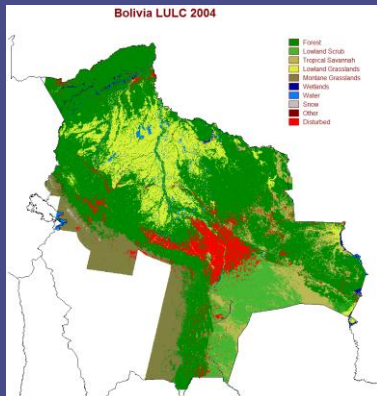 Bolivia LULC 2004
Forest
Lowland Scrub
Tropical Savannah
Lowland Grasslands
Montane Grasslands
Wetlands
Water
Snow
Other
Disturbed